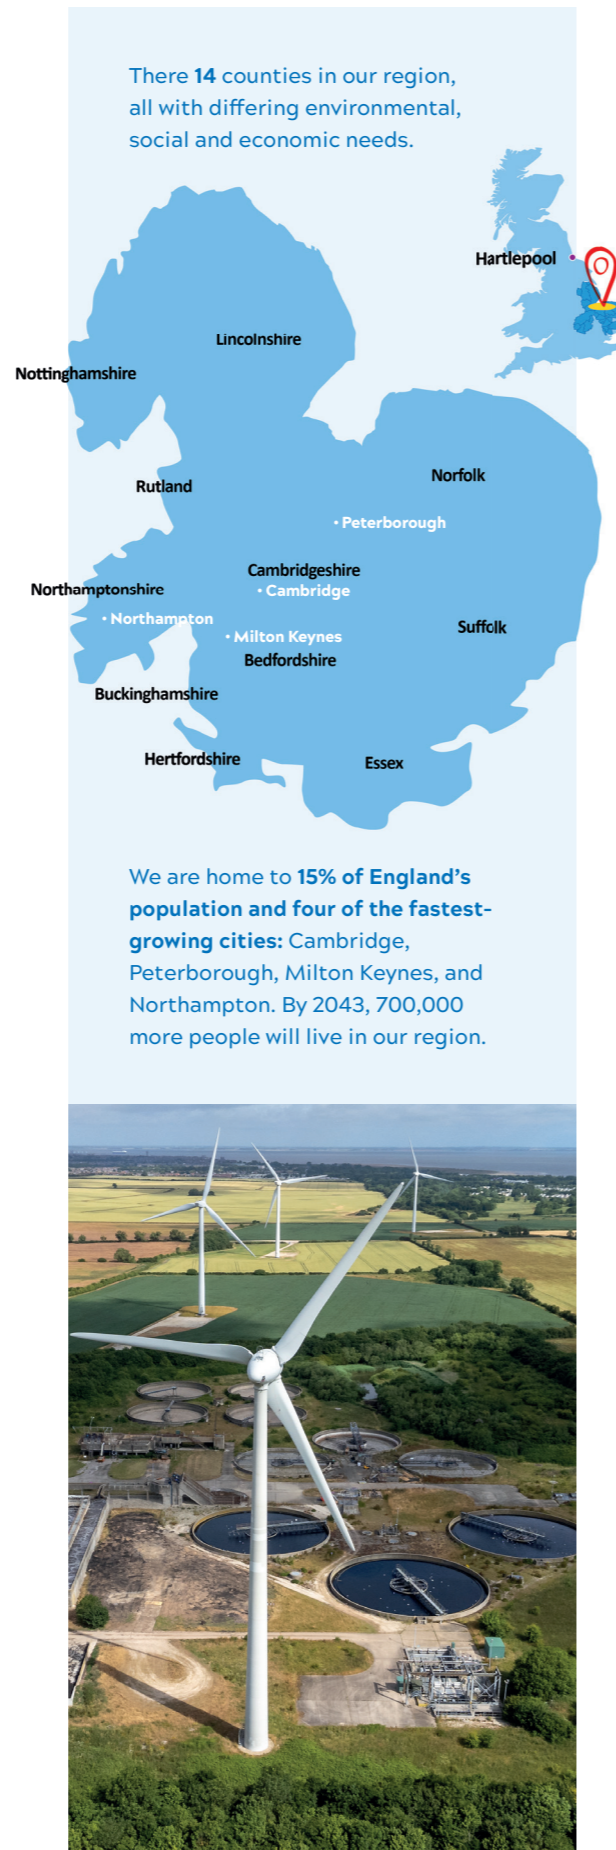 There 14 counties in our region,
all with differing environmental,
social and economic needs.
Hartlepool
Lincolnshire
Nottinghamshire
Norfolk
Rutland
Peterborough
Cambridgeshire
Northamptonshire
Cambridge
Northampton
Suffolk
Milton Keynes
Bedfordshire
Buckinghamshire
Hertfordshire
Essex
We are home to 15% of England’s
population and four of the fastest-
growing cities: Cambridge,
Peterborough, Milton Keynes, and
Northampton. By 2043, 700,000
more people will live in our region.